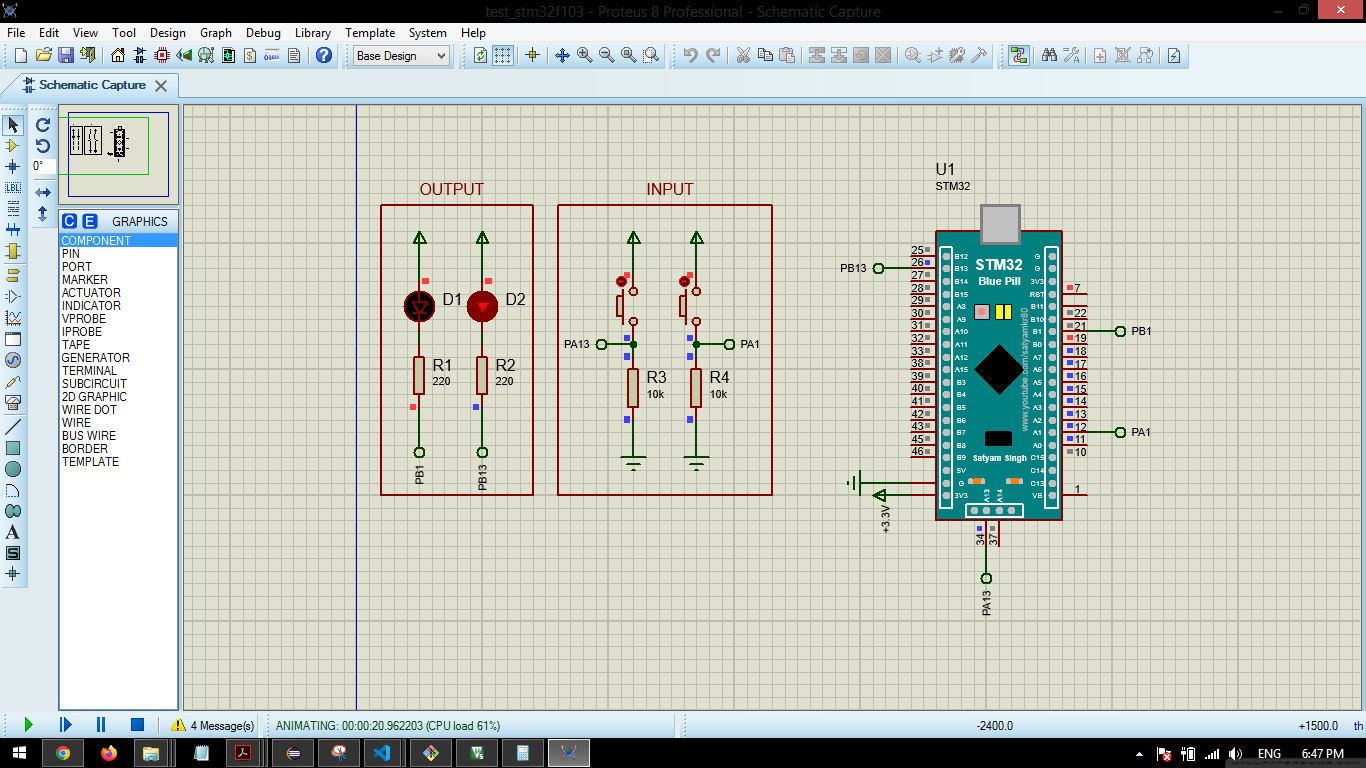 test_stm32f103 - Proteus 8 Professional - Schematic Capture
File Edit View Tool Design Graph Debug Library Template System Help
Base Design
Schematic Capture
0°
LBL
C E GRAPHICS
COMPONENT
PIN
PORT
MARKER
ACTUATOR
INDICATOR
VPROBE
IPROBE
TAPE
GENERATOR
TERMINAL
SUBCIRCUIT
2D GRAPHIC
WIRE DOT
WIRE
BUS WIRE
BORDER
TEMPLATE
OUTPUT
D1
D2
R1
220
R2
220
PB1
PB13
INPUT
PA13
PA1
R3
10k
R4
10k
U1
STM32
PB13
25
26
27
28
29
30
31
32
33
38
39
40
41
42
43
45
46
B12
B13
B14
B15
A8
A9
A10
A11
A12
A15
B3
B4
B5
B6
B7
B8
B9
5V
G
3V3
STM32
Blue Pill
www.youtube.com/satyamkr80
Satyam Singh
A13
A14
G
G
3V3
RST
B11
B10
B1
B0
A7
A6
A5
A4
A3
A2
A1
A0
C15
C14
C13
VB
7
22
21
19
18
17
16
15
14
13
12
11
10
1
PB1
PA1
+3.3V
34
37
PA13
4 Message(s)
ANIMATING: 00:00:20.962203 (CPU load 61%)
-2400.0
+1500.0
th
ENG
6:47 PM